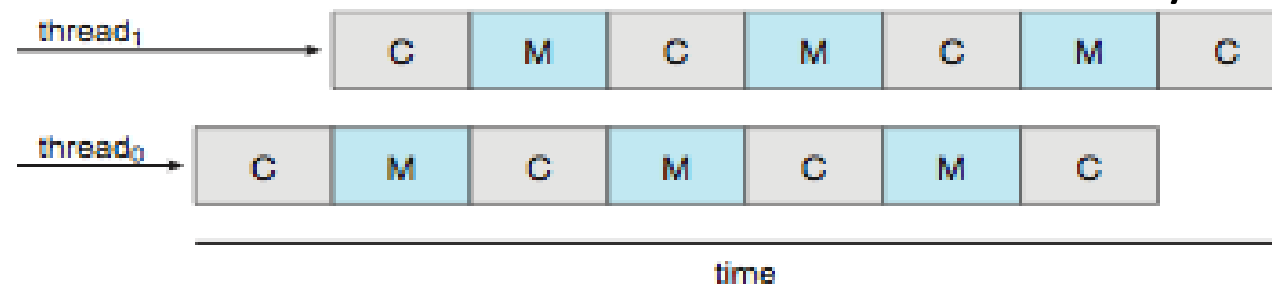 thread₁ C M C M C M C
thread₀ C M C M C M C
time